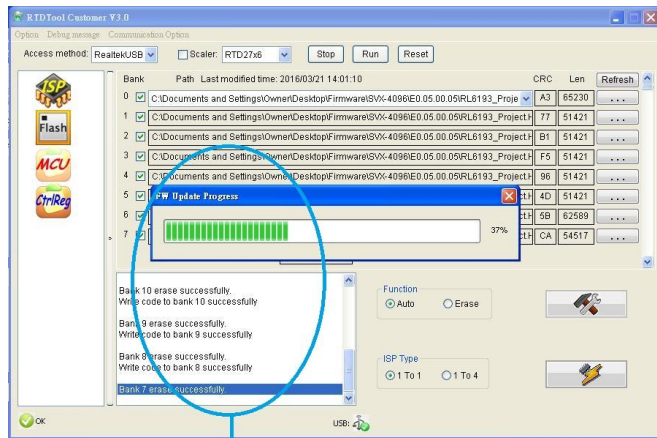 RTDTool Customer V3.0
Option Debug message Communication Option
Access method: RealtekUSB Scaler: RTD27x6 Stop Run Reset
ISP
Flash
MCU
CtrlReg
Bank Path Last modified time: 2016/03/21 14:01:10 CRC Len Refresh
0 C:\Documents and Settings\Owner\Desktop\Firmware\SVX-4096\E0.05.00.05\RL6193_Proje A3 65230 ...
1 C:\Documents and Settings\Owner\Desktop\Firmware\SVX-4096\E0.05.00.05\RL6193_Project.H 77 51421 ...
2 C:\Documents and Settings\Owner\Desktop\Firmware\SVX-4096\E0.05.00.05\RL6193_Project.H B1 51421 ...
3 C:\Documents and Settings\Owner\Desktop\Firmware\SVX-4096\E0.05.00.05\RL6193_Project.H F5 51421 ...
4 C:\Documents and Settings\Owner\Desktop\Firmware\SVX-4096\E0.05.00.05\RL6193_Project.H 96 51421 ...
5 ct.H 4D 51421 ...
6 ct.H 5B 62589 ...
7 ct.H CA 54517 ...
FW Update Progress
37%
Bank 10 erase successfully.
Write code to bank 10 successfully
Bank 9 erase successfully.
Write code to bank 9 successfully
Bank 8 erase successfully.
Write code to bank 8 successfully
Bank 7 erase successfully.
Function
Auto Erase
ISP Type
1 To 1 1 To 4
OK USB: